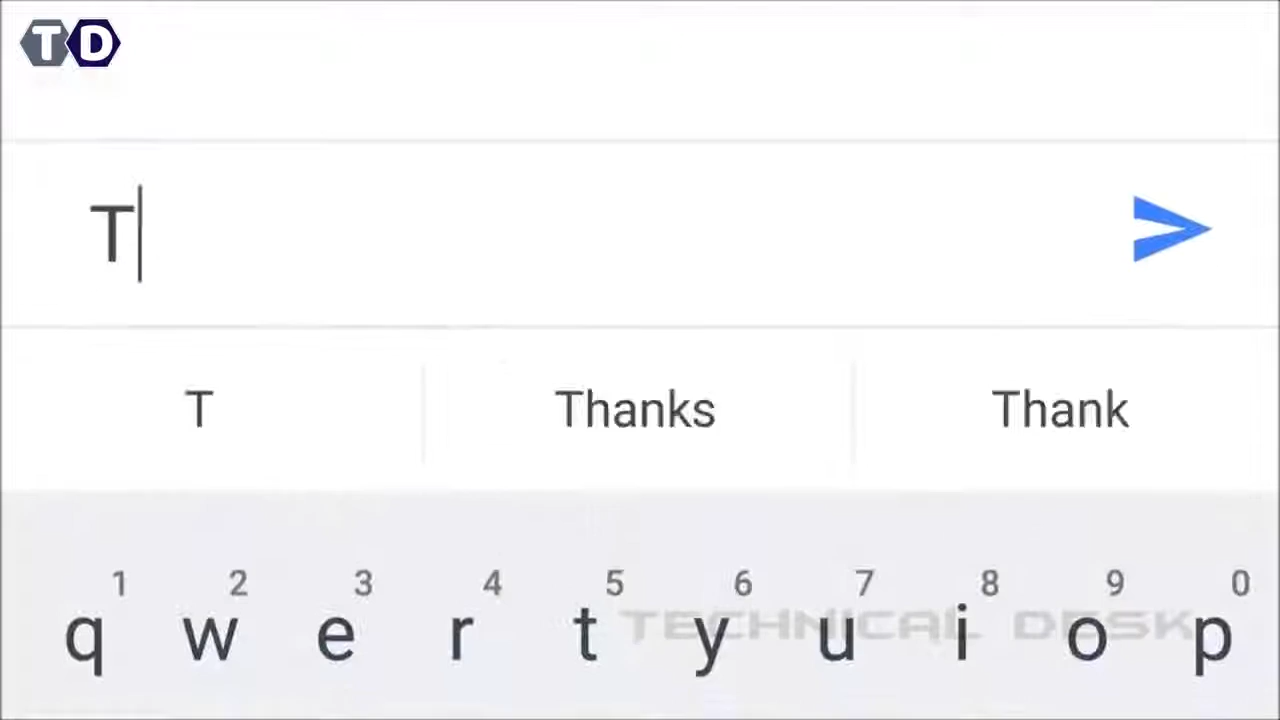 TD
T
T Thanks Thank
1 2 3 4 5 6 7 8 9 0
q w e r t y u i o p
TECHNICAL DESK